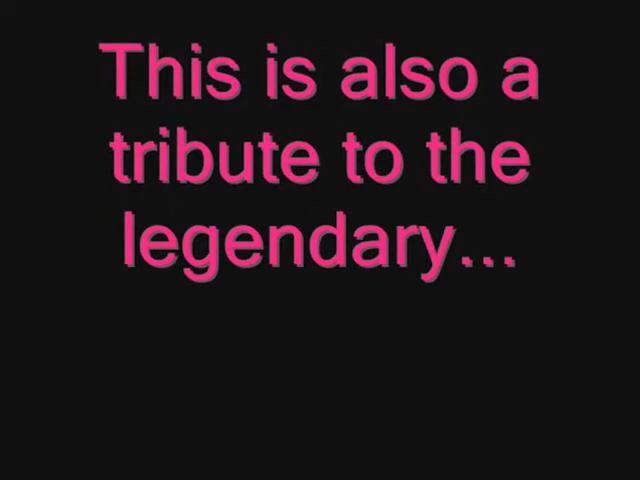 This is also a
tribute to the
legendary...